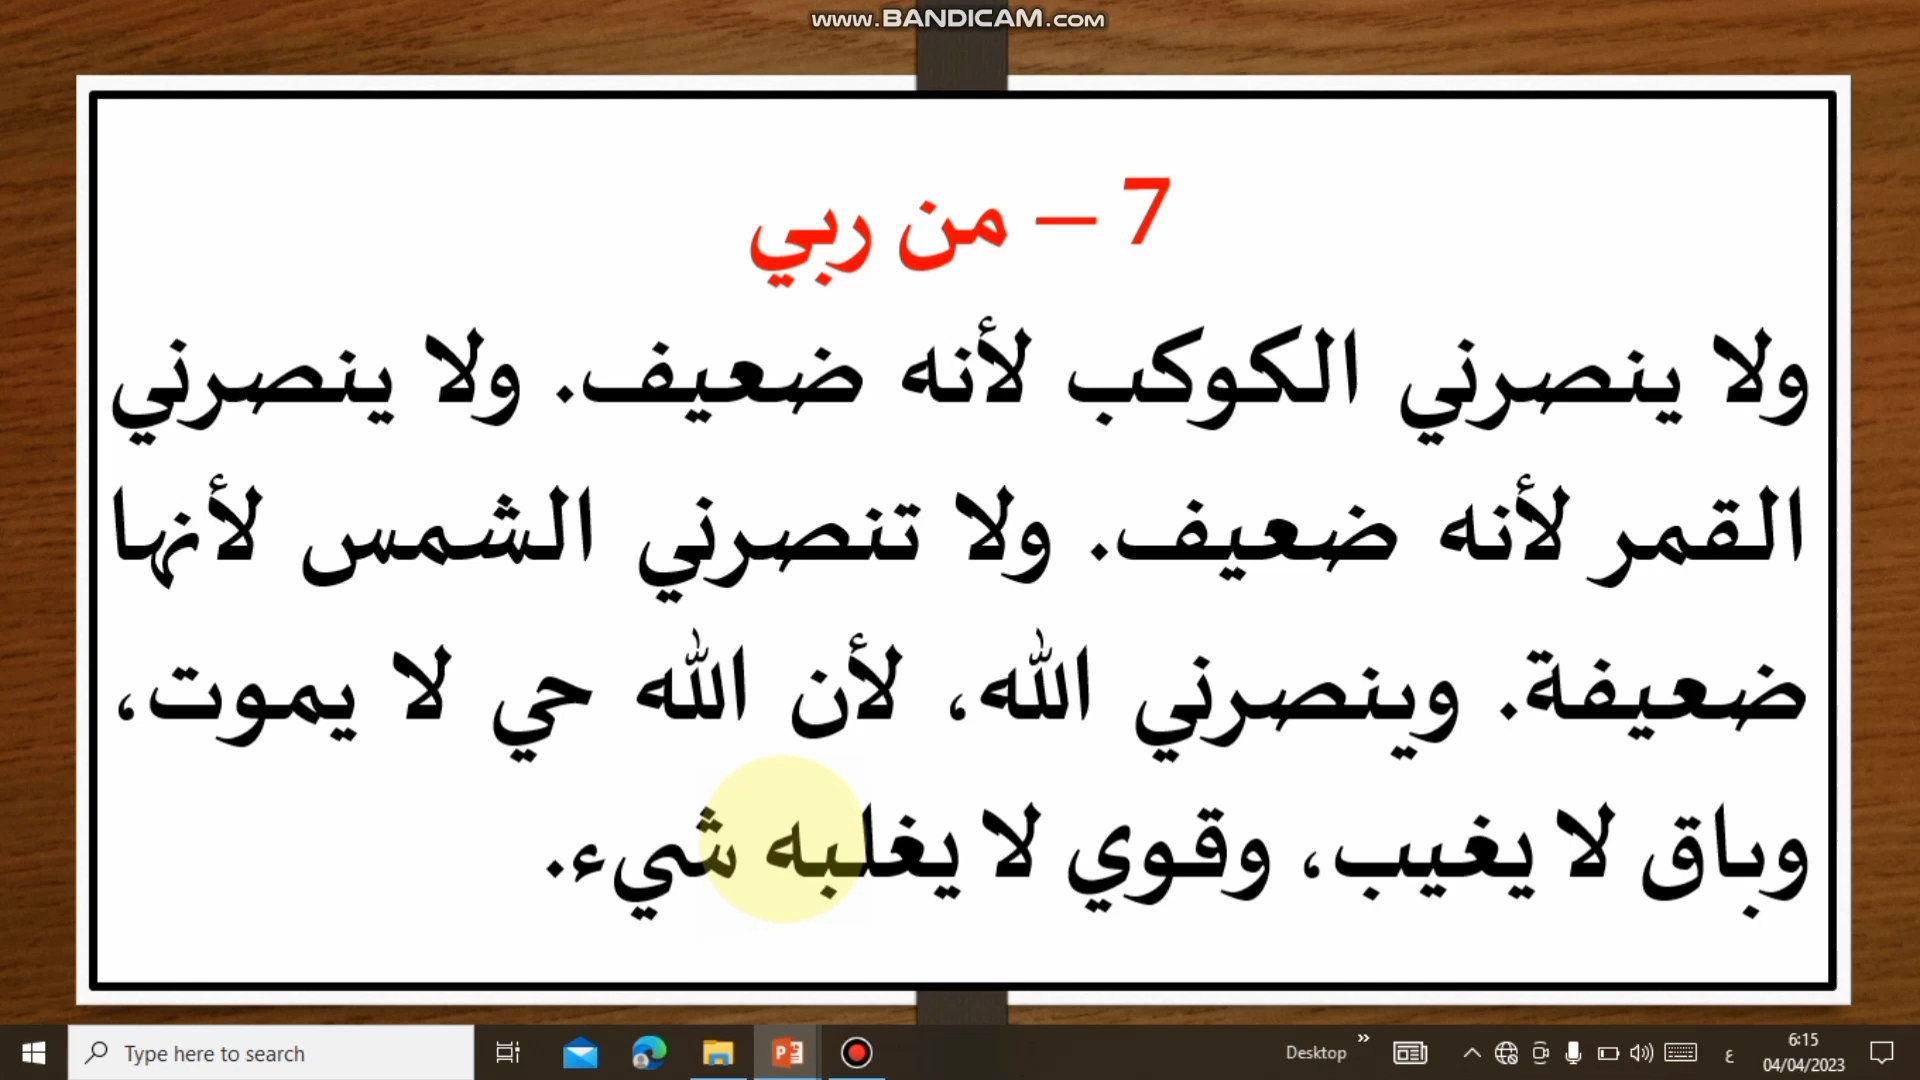 www.BANDICAM.com
7 – من ربي
ولا ينصرني الكوكب لأنه ضعيف. ولا ينصرني
القمر لأنه ضعيف. ولا تنصرني الشمس لأنها
ضعيفة. وينصرني الله، لأن الله حي لا يموت،
وباق لا يغيب، وقوي لا يغلبه شيء.
Type here to search
Desktop
»
ع
6:15
04/04/2023